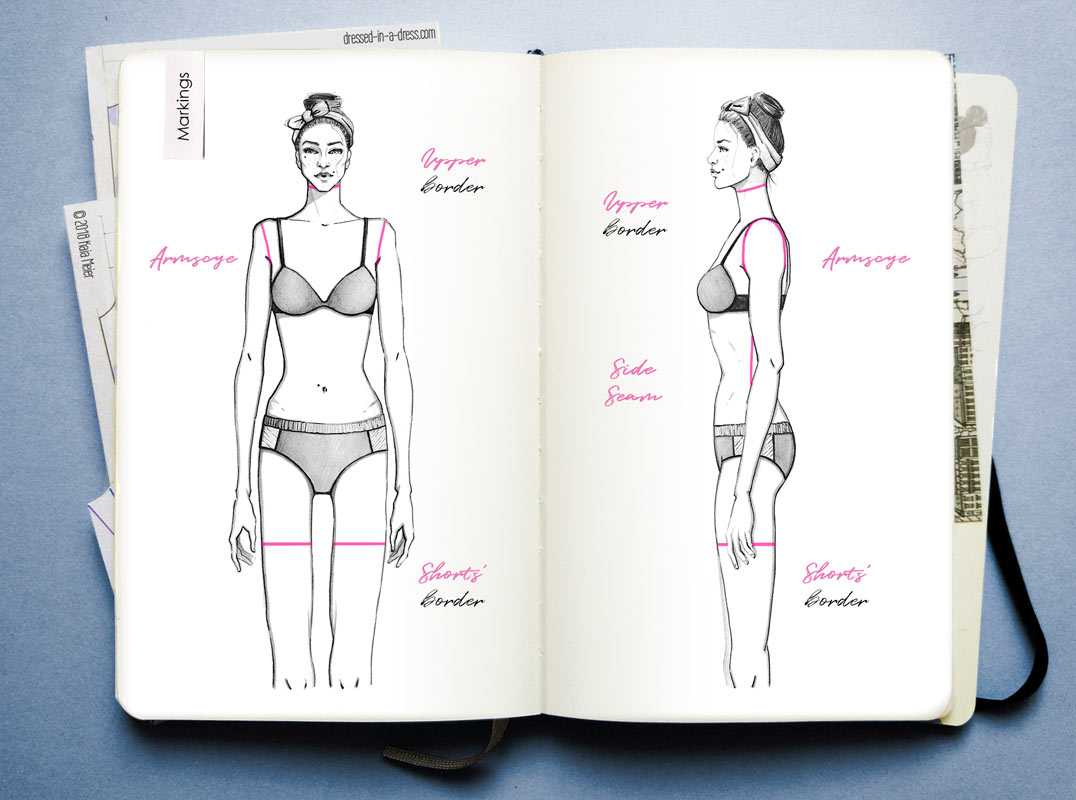 dressed-in-a-dress.com
Markings
© 2018 Kaia Meier
Upper
Border
Armscye
Shorts'
Border
Upper
Border
Armscye
Side
Seam
Shorts'
Border